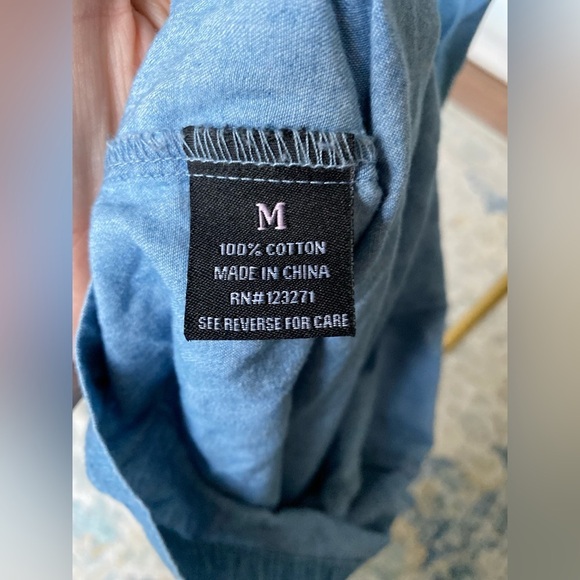 M
100% COTTON
MADE IN CHINA
RN#123271
SEE REVERSE FOR CARE